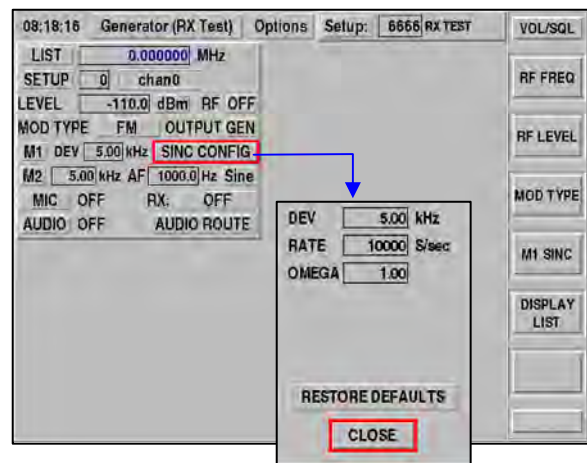 08:18:16 Generator (RX Test) Options Setup: 6666 RX TEST
LIST 0.000000 MHz
SETUP 0 chan0
LEVEL -110.0 dBm RF OFF
MOD TYPE FM OUTPUT GEN
M1 DEV 5.00 kHz SINC CONFIG
M2 5.00 kHz AF 1000.0 Hz Sine
MIC OFF RX: OFF
AUDIO OFF AUDIO ROUTE
DEV 5.00 kHz
RATE 10000 S/sec
OMEGA 1.00
RESTORE DEFAULTS
CLOSE
VOL/SQL
RF FREQ
RF LEVEL
MOD TYPE
M1 SINC
DISPLAY
LIST